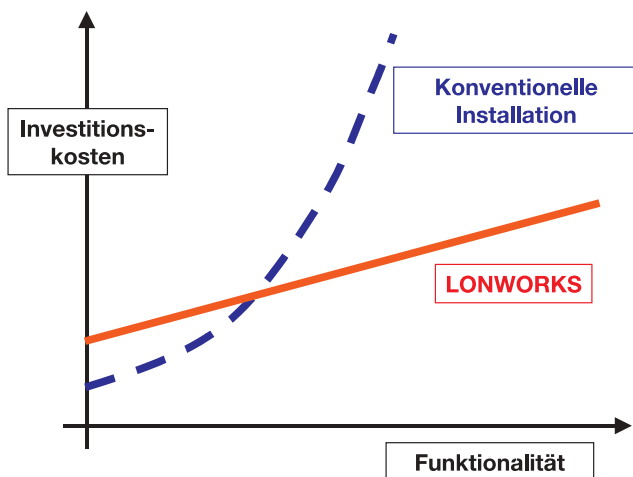 Konventionelle
Installation
Investitions-
kosten
LONWORKS
Funktionalität